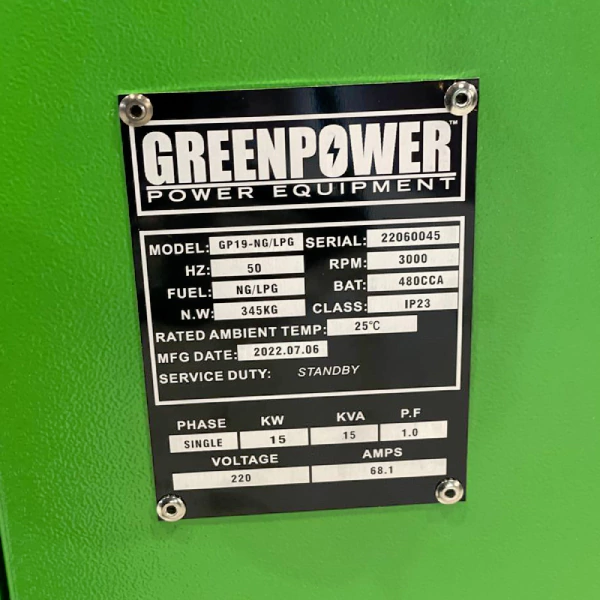 GREENPOWER™
POWER EQUIPMENT
MODEL: GP19-NG/LPG SERIAL: 22060045
HZ: 50 RPM: 3000
FUEL: NG/LPG BAT: 480CCA
N.W: 345KG CLASS: IP23
RATED AMBIENT TEMP: 25℃
MFG DATE: 2022.07.06
SERVICE DUTY: STANDBY
PHASE KW KVA P.F
SINGLE 15 15 1.0
VOLTAGE AMPS
220 68.1